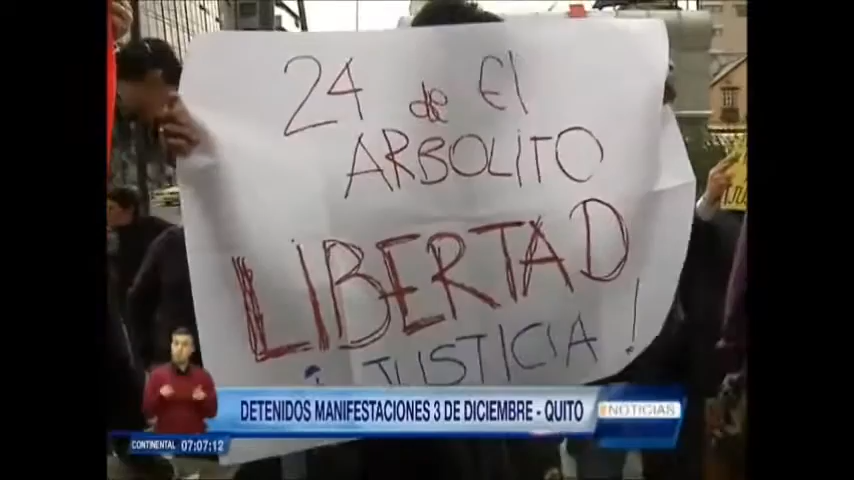 24 de El
ARBOLITO
LIBERTAD
¡JUSTICIA!
DETENIDOS MANIFESTACIONES 3 DE DICIEMBRE - QUITO
NOTICIAS
CONTINENTAL 07:07:12